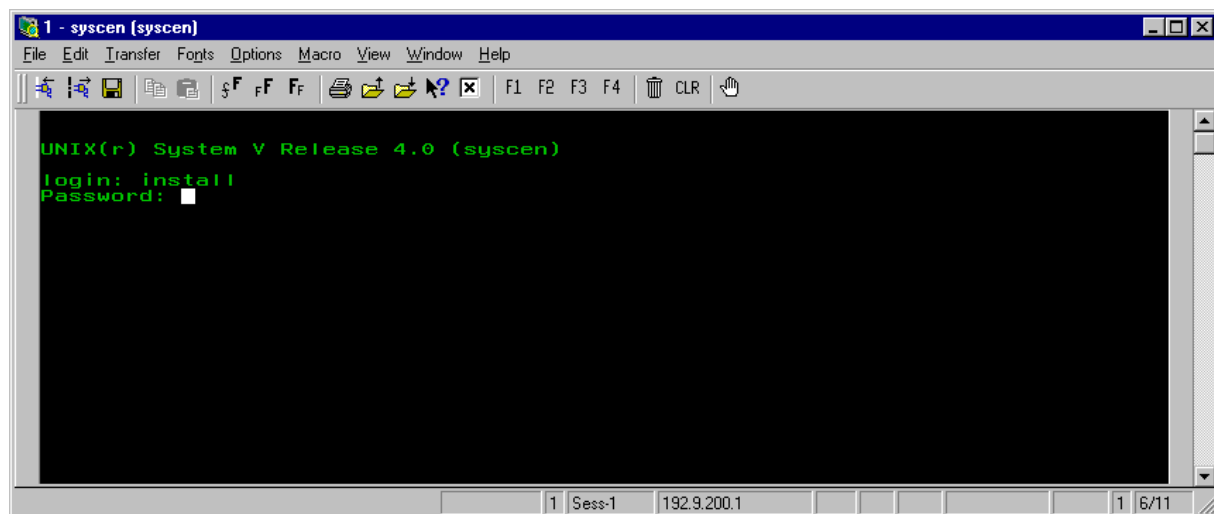 1 - syscen (syscen)
File Edit Transfer Fonts Options Macro View Window Help
F1 F2 F3 F4 CLR
UNIX(r) System V Release 4.0 (syscen)
login: install
Password:
1 Sess-1 192.9.200.1 1 6/11